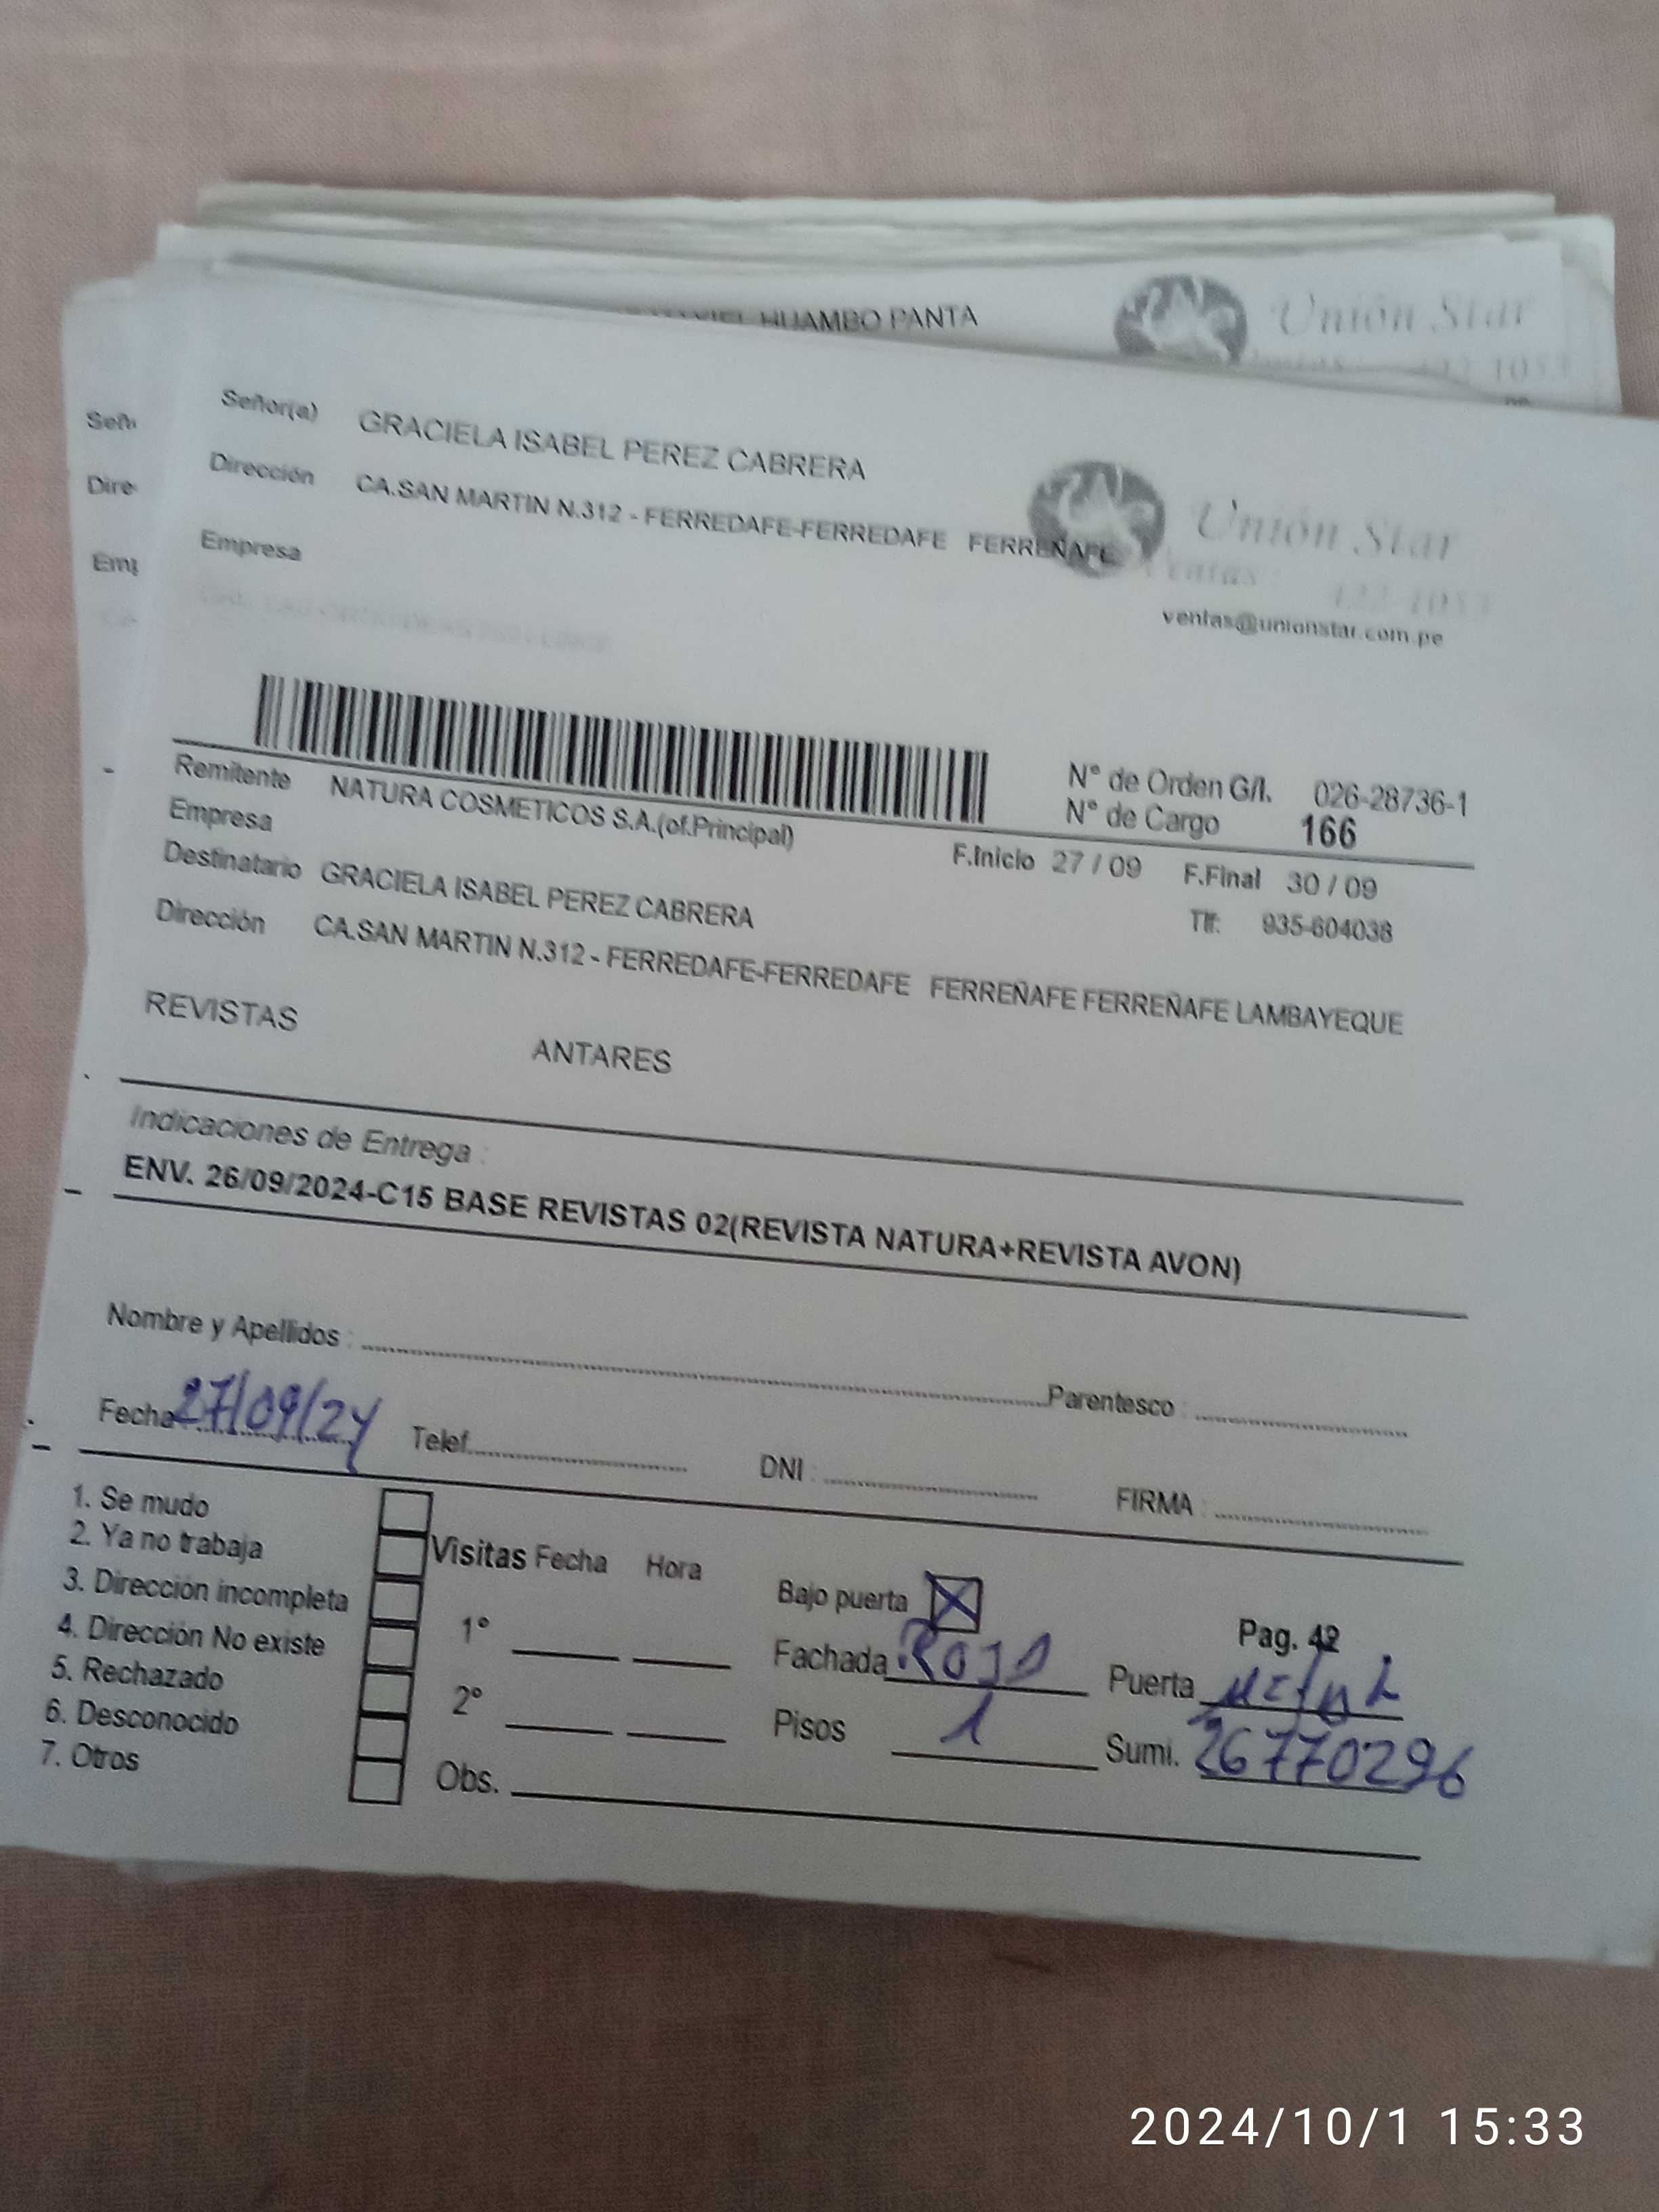 HUAMBO PANTA
Unión Star
Señor(a) GRACIELA ISABEL PEREZ CABRERA
Dirección CA.SAN MARTIN N.312 - FERREDAFE-FERREDAFE FERREÑAFE
Empresa
Unión Star
Ventas: 422-1053
ventas@unionstar.com.pe
N° de Orden G/I. 026-28736-1
N° de Cargo 166
Remitente NATURA COSMETICOS S.A.(of.Principal)
Empresa
F.Inicio 27 / 09 F.Final 30 / 09
Destinatario GRACIELA ISABEL PEREZ CABRERA
Tlf: 935-604038
Dirección CA.SAN MARTIN N.312 - FERREDAFE-FERREDAFE FERREÑAFE FERREÑAFE LAMBAYEQUE
REVISTAS
ANTARES
Indicaciones de Entrega :
ENV. 26/09/2024-C15 BASE REVISTAS 02(REVISTA NATURA+REVISTA AVON)
Nombre y Apellidos : Parentesco :
Fecha 27/09/24 Telef. DNI : FIRMA :
1. Se mudo
2. Ya no trabaja
3. Dirección incompleta
4. Dirección No existe
5. Rechazado
6. Desconocido
7. Otros
Visitas Fecha Hora
1°
2°
Obs.
Bajo puerta X
Pag. 42
Fachada Rojo Puerta
Pisos 1 Sumi. 26770296
2024/10/1 15:33